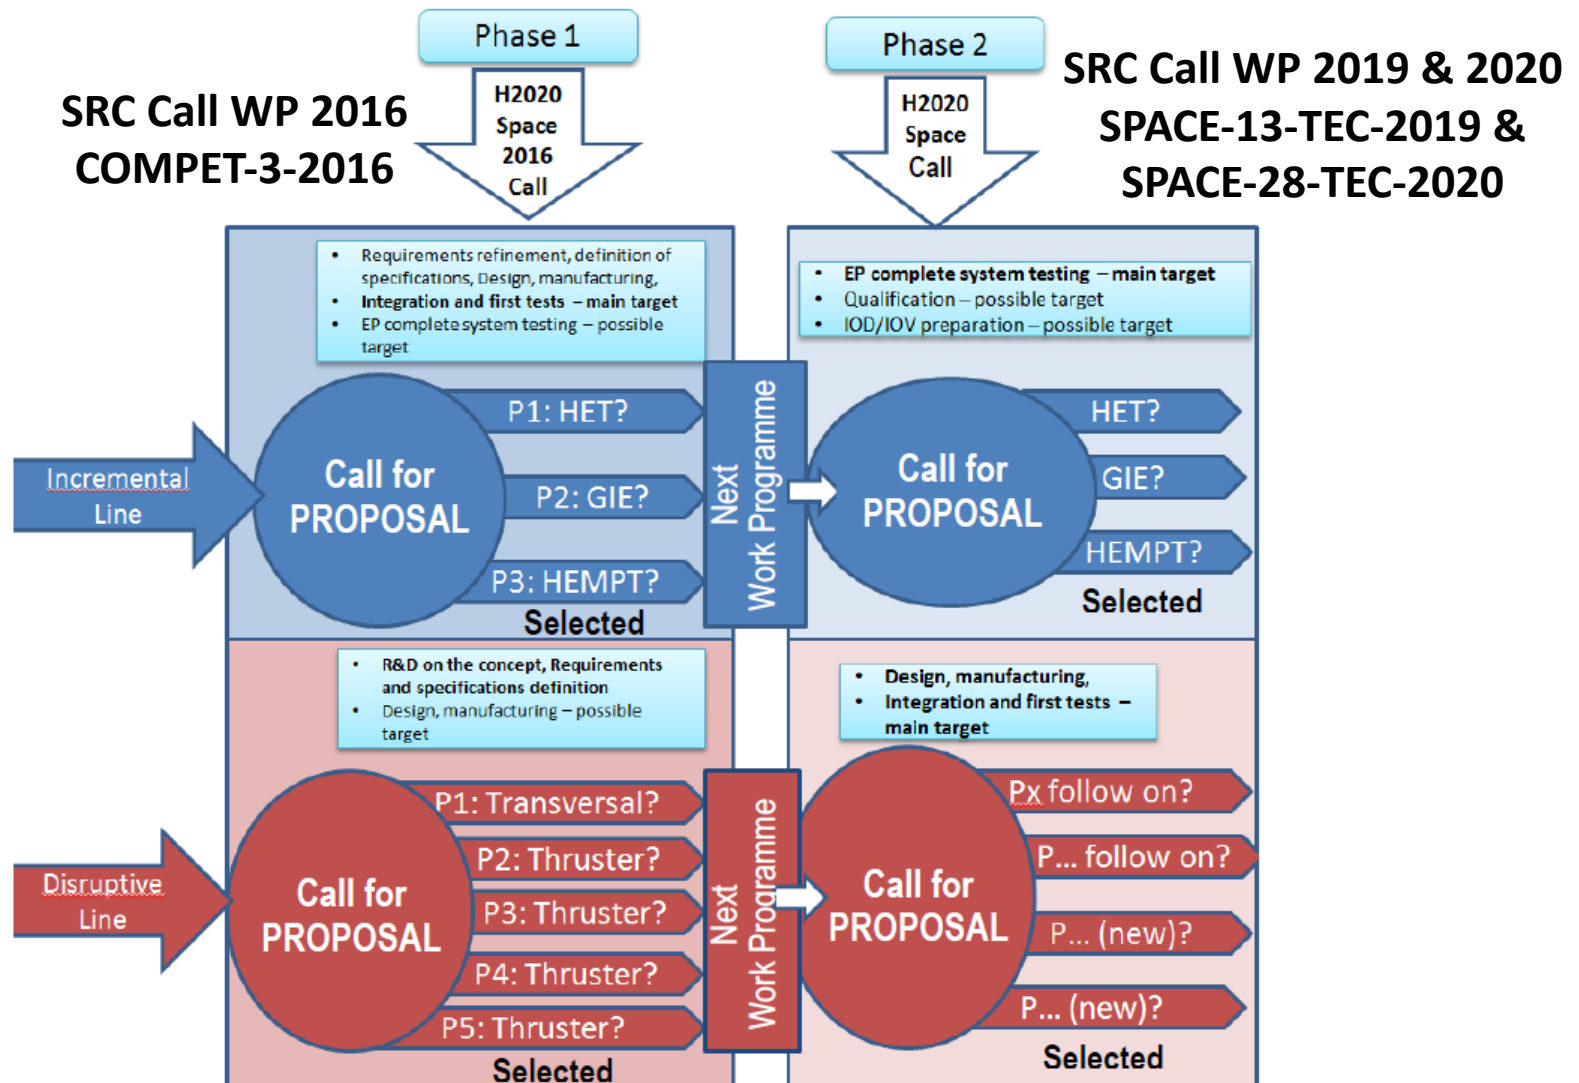 Phase 1
Phase 2
SRC Call WP 2016
COMPET-3-2016
H2020
Space
2016
Call
H2020
Space
Call
SRC Call WP 2019 & 2020
SPACE-13-TEC-2019 &
SPACE-28-TEC-2020
• Requirements refinement, definition of
specifications, Design, manufacturing,
• Integration and first tests – main target
• EP complete system testing – possible
target
• EP complete system testing – main target
• Qualification – possible target
• IOD/IOV preparation – possible target
Incremental
Line
Call for
PROPOSAL
P1: HET?
P2: GIE?
P3: HEMPT?
Selected
Next
Work Programme
Call for
PROPOSAL
HET?
GIE?
HEMPT?
Selected
• R&D on the concept, Requirements
and specifications definition
• Design, manufacturing – possible
target
• Design, manufacturing,
• Integration and first tests –
main target
Disruptive
Line
Call for
PROPOSAL
P1: Transversal?
P2: Thruster?
P3: Thruster?
P4: Thruster?
P5: Thruster?
Selected
Next
Work Programme
Call for
PROPOSAL
Px follow on?
P... follow on?
P... (new)?
P... (new)?
Selected